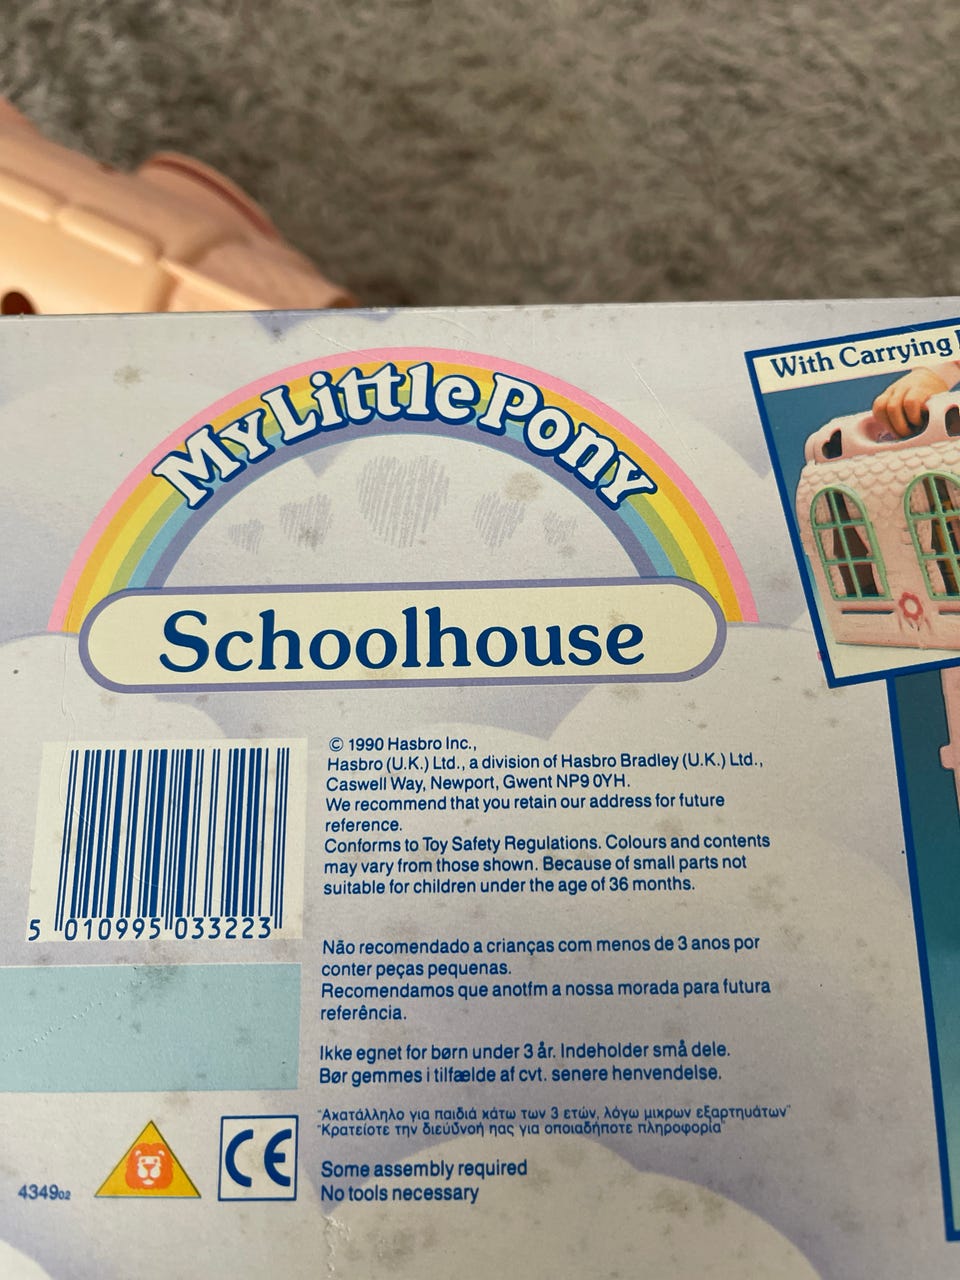 My Little Pony
Schoolhouse
With Carrying
© 1990 Hasbro Inc.,
Hasbro (U.K.) Ltd., a division of Hasbro Bradley (U.K.) Ltd.,
Caswell Way, Newport, Gwent NP9 0YH.
We recommend that you retain our address for future
reference.
Conforms to Toy Safety Regulations. Colours and contents
may vary from those shown. Because of small parts not
suitable for children under the age of 36 months.
5 010995 033223
Não recomendado a crianças com menos de 3 anos por
conter peças pequenas.
Recomendamos que anotfm a nossa morada para futura
referência.
Ikke egnet for børn under 3 år. Indeholder små dele.
Bør gemmes i tilfælde af cvt. senere henvendelse.
"Ακατάλληλο για παιδιά κάτω των 3 ετών, λόγω μικρων εξαρτημάτων"
"Κρατείστε την διεύθυνσή μας για οποιαδήποτε πληροφορία"
Some assembly required
No tools necessary
CE
434902